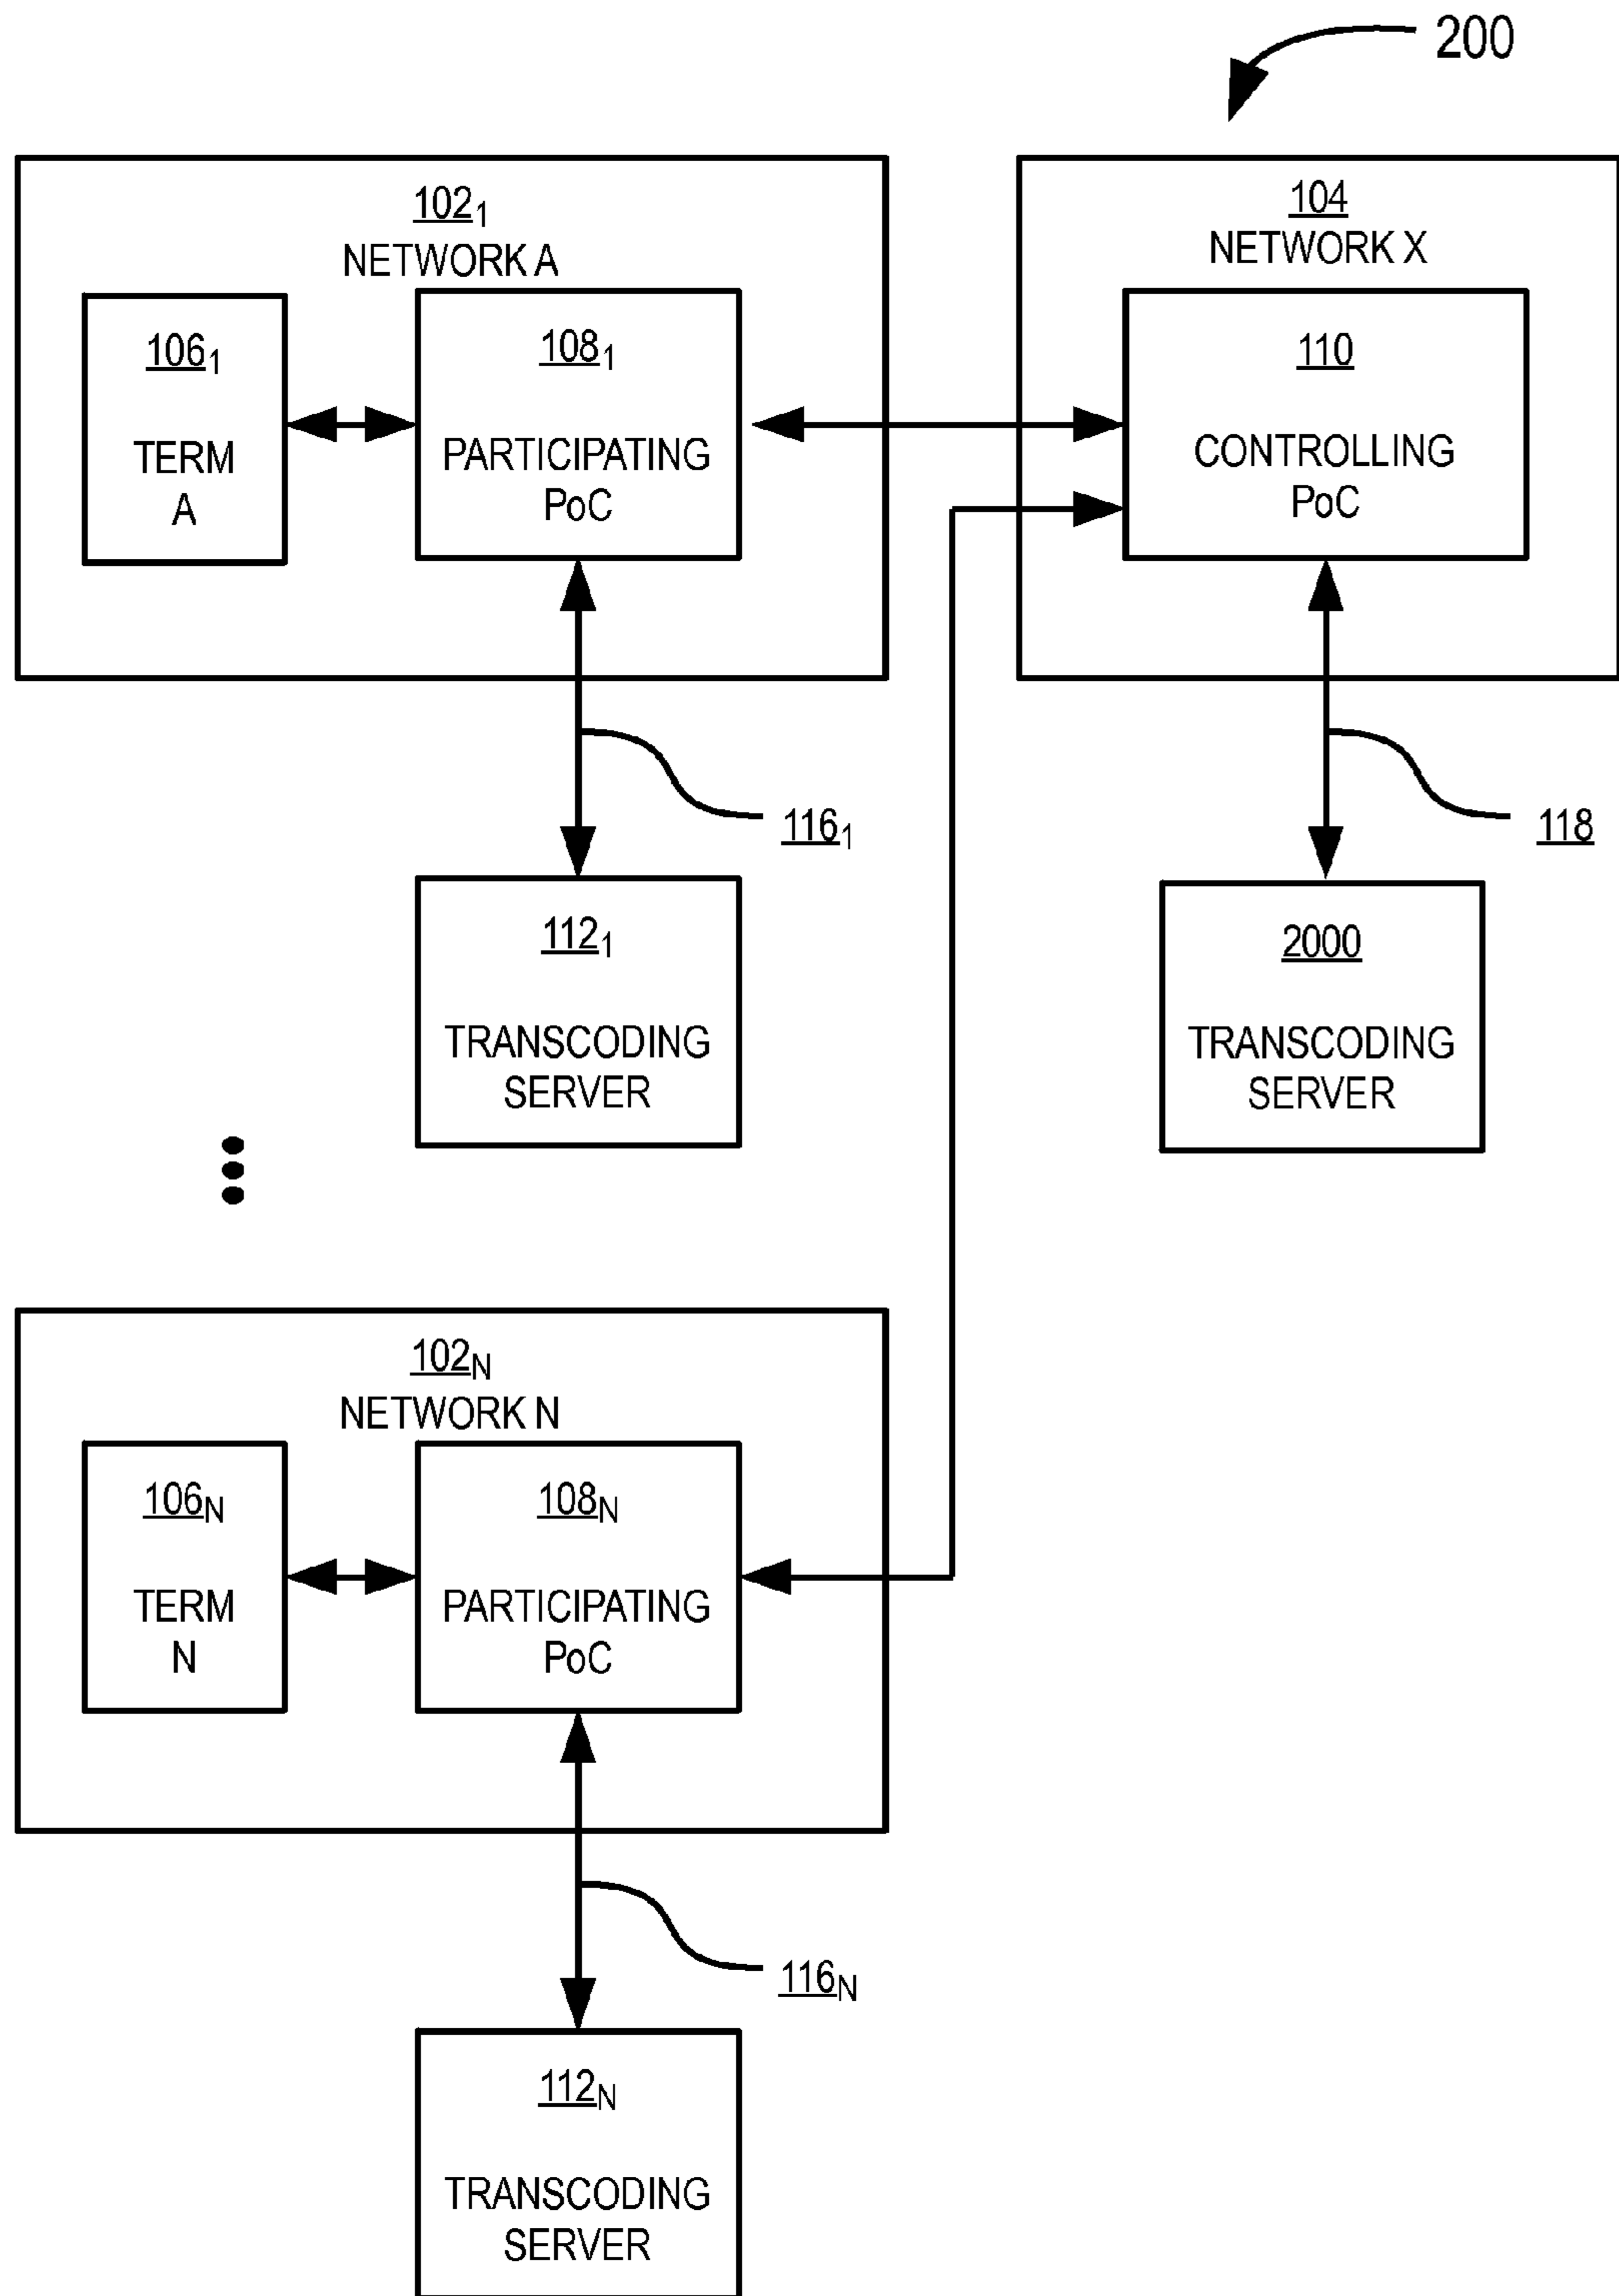 200
102₁
NETWORK A
106₁
TERM
A
108₁
PARTICIPATING
PoC
104
NETWORK X
110
CONTROLLING
PoC
116₁
118
112₁
TRANSCODING
SERVER
2000
TRANSCODING
SERVER
102N
NETWORK N
106N
TERM
N
108N
PARTICIPATING
PoC
116N
112N
TRANSCODING
SERVER